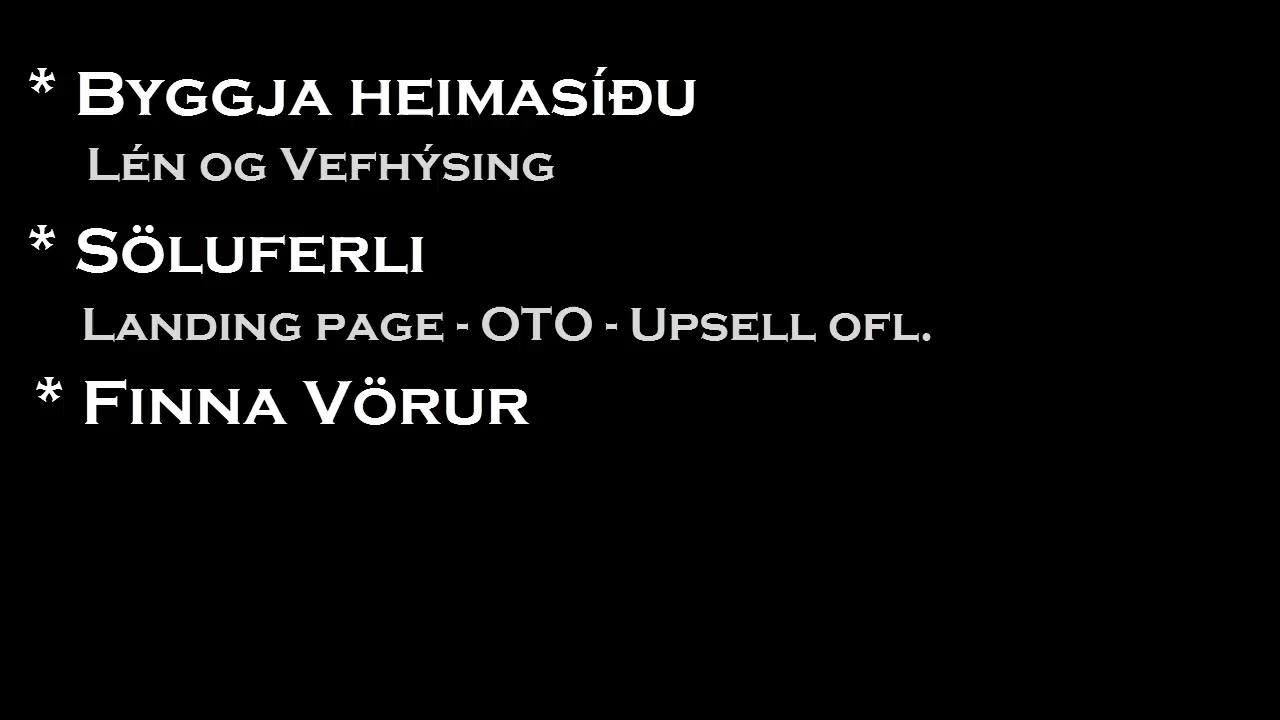 * Byggja heimasíðu
Lén og Vefhýsing
* Söluferli
Landing page - OTO - Upsell ofl.
* Finna Vörur